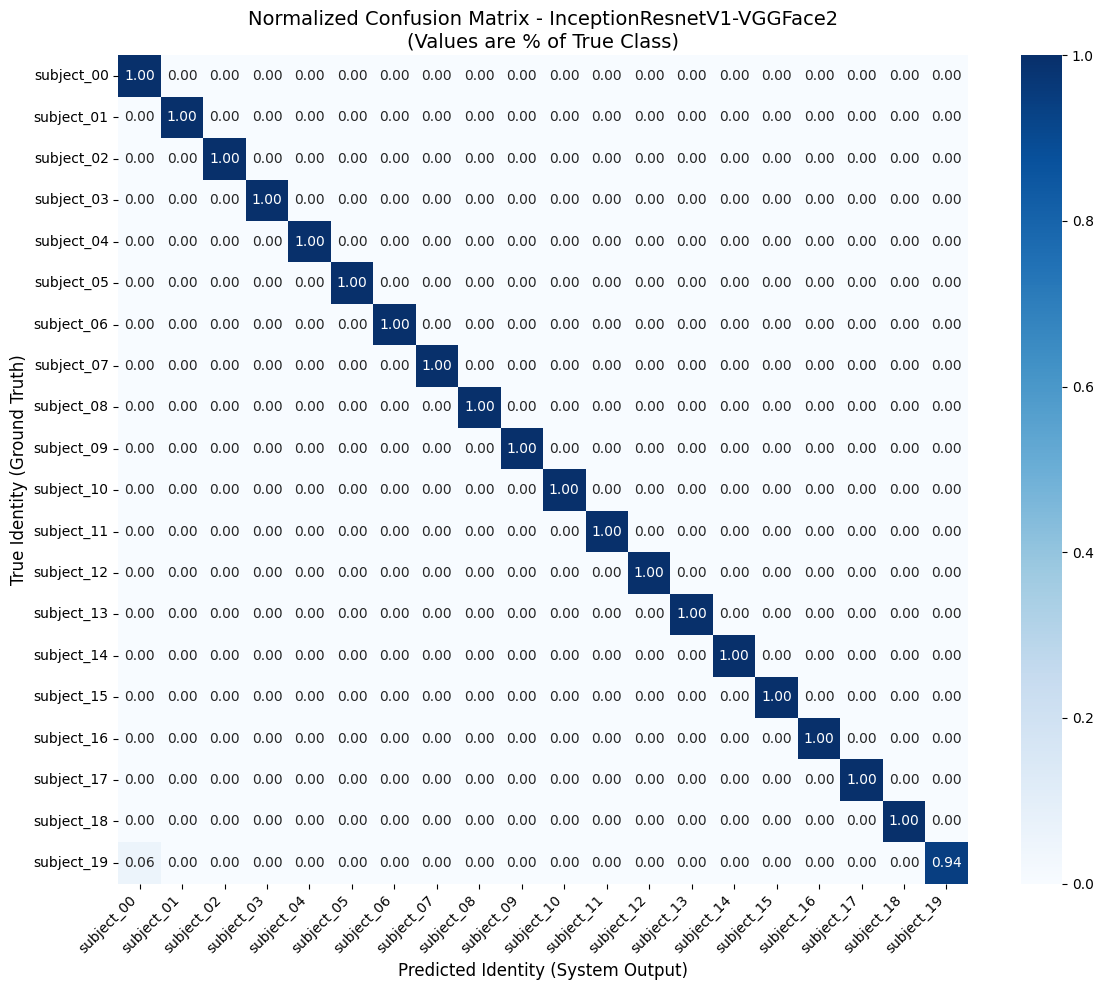 Normalized Confusion Matrix - InceptionResnetV1-VGGFace2
(Values are % of True Class)
True Identity (Ground Truth)
subject_00 1.00 0.00 0.00 0.00 0.00 0.00 0.00 0.00 0.00 0.00 0.00 0.00 0.00 0.00 0.00 0.00 0.00 0.00 0.00 0.00
subject_01 0.00 1.00 0.00 0.00 0.00 0.00 0.00 0.00 0.00 0.00 0.00 0.00 0.00 0.00 0.00 0.00 0.00 0.00 0.00 0.00
subject_02 0.00 0.00 1.00 0.00 0.00 0.00 0.00 0.00 0.00 0.00 0.00 0.00 0.00 0.00 0.00 0.00 0.00 0.00 0.00 0.00
subject_03 0.00 0.00 0.00 1.00 0.00 0.00 0.00 0.00 0.00 0.00 0.00 0.00 0.00 0.00 0.00 0.00 0.00 0.00 0.00 0.00
subject_04 0.00 0.00 0.00 0.00 1.00 0.00 0.00 0.00 0.00 0.00 0.00 0.00 0.00 0.00 0.00 0.00 0.00 0.00 0.00 0.00
subject_05 0.00 0.00 0.00 0.00 0.00 1.00 0.00 0.00 0.00 0.00 0.00 0.00 0.00 0.00 0.00 0.00 0.00 0.00 0.00 0.00
subject_06 0.00 0.00 0.00 0.00 0.00 0.00 1.00 0.00 0.00 0.00 0.00 0.00 0.00 0.00 0.00 0.00 0.00 0.00 0.00 0.00
subject_07 0.00 0.00 0.00 0.00 0.00 0.00 0.00 1.00 0.00 0.00 0.00 0.00 0.00 0.00 0.00 0.00 0.00 0.00 0.00 0.00
subject_08 0.00 0.00 0.00 0.00 0.00 0.00 0.00 0.00 1.00 0.00 0.00 0.00 0.00 0.00 0.00 0.00 0.00 0.00 0.00 0.00
subject_09 0.00 0.00 0.00 0.00 0.00 0.00 0.00 0.00 0.00 1.00 0.00 0.00 0.00 0.00 0.00 0.00 0.00 0.00 0.00 0.00
subject_10 0.00 0.00 0.00 0.00 0.00 0.00 0.00 0.00 0.00 0.00 1.00 0.00 0.00 0.00 0.00 0.00 0.00 0.00 0.00 0.00
subject_11 0.00 0.00 0.00 0.00 0.00 0.00 0.00 0.00 0.00 0.00 0.00 1.00 0.00 0.00 0.00 0.00 0.00 0.00 0.00 0.00
subject_12 0.00 0.00 0.00 0.00 0.00 0.00 0.00 0.00 0.00 0.00 0.00 0.00 1.00 0.00 0.00 0.00 0.00 0.00 0.00 0.00
subject_13 0.00 0.00 0.00 0.00 0.00 0.00 0.00 0.00 0.00 0.00 0.00 0.00 0.00 1.00 0.00 0.00 0.00 0.00 0.00 0.00
subject_14 0.00 0.00 0.00 0.00 0.00 0.00 0.00 0.00 0.00 0.00 0.00 0.00 0.00 0.00 1.00 0.00 0.00 0.00 0.00 0.00
subject_15 0.00 0.00 0.00 0.00 0.00 0.00 0.00 0.00 0.00 0.00 0.00 0.00 0.00 0.00 0.00 1.00 0.00 0.00 0.00 0.00
subject_16 0.00 0.00 0.00 0.00 0.00 0.00 0.00 0.00 0.00 0.00 0.00 0.00 0.00 0.00 0.00 0.00 1.00 0.00 0.00 0.00
subject_17 0.00 0.00 0.00 0.00 0.00 0.00 0.00 0.00 0.00 0.00 0.00 0.00 0.00 0.00 0.00 0.00 0.00 1.00 0.00 0.00
subject_18 0.00 0.00 0.00 0.00 0.00 0.00 0.00 0.00 0.00 0.00 0.00 0.00 0.00 0.00 0.00 0.00 0.00 0.00 1.00 0.00
subject_19 0.06 0.00 0.00 0.00 0.00 0.00 0.00 0.00 0.00 0.00 0.00 0.00 0.00 0.00 0.00 0.00 0.00 0.00 0.00 0.94
subject_00 subject_01 subject_02 subject_03 subject_04 subject_05 subject_06 subject_07 subject_08 subject_09 subject_10 subject_11 subject_12 subject_13 subject_14 subject_15 subject_16 subject_17 subject_18 subject_19
Predicted Identity (System Output)
1.0
0.8
0.6
0.4
0.2
0.0